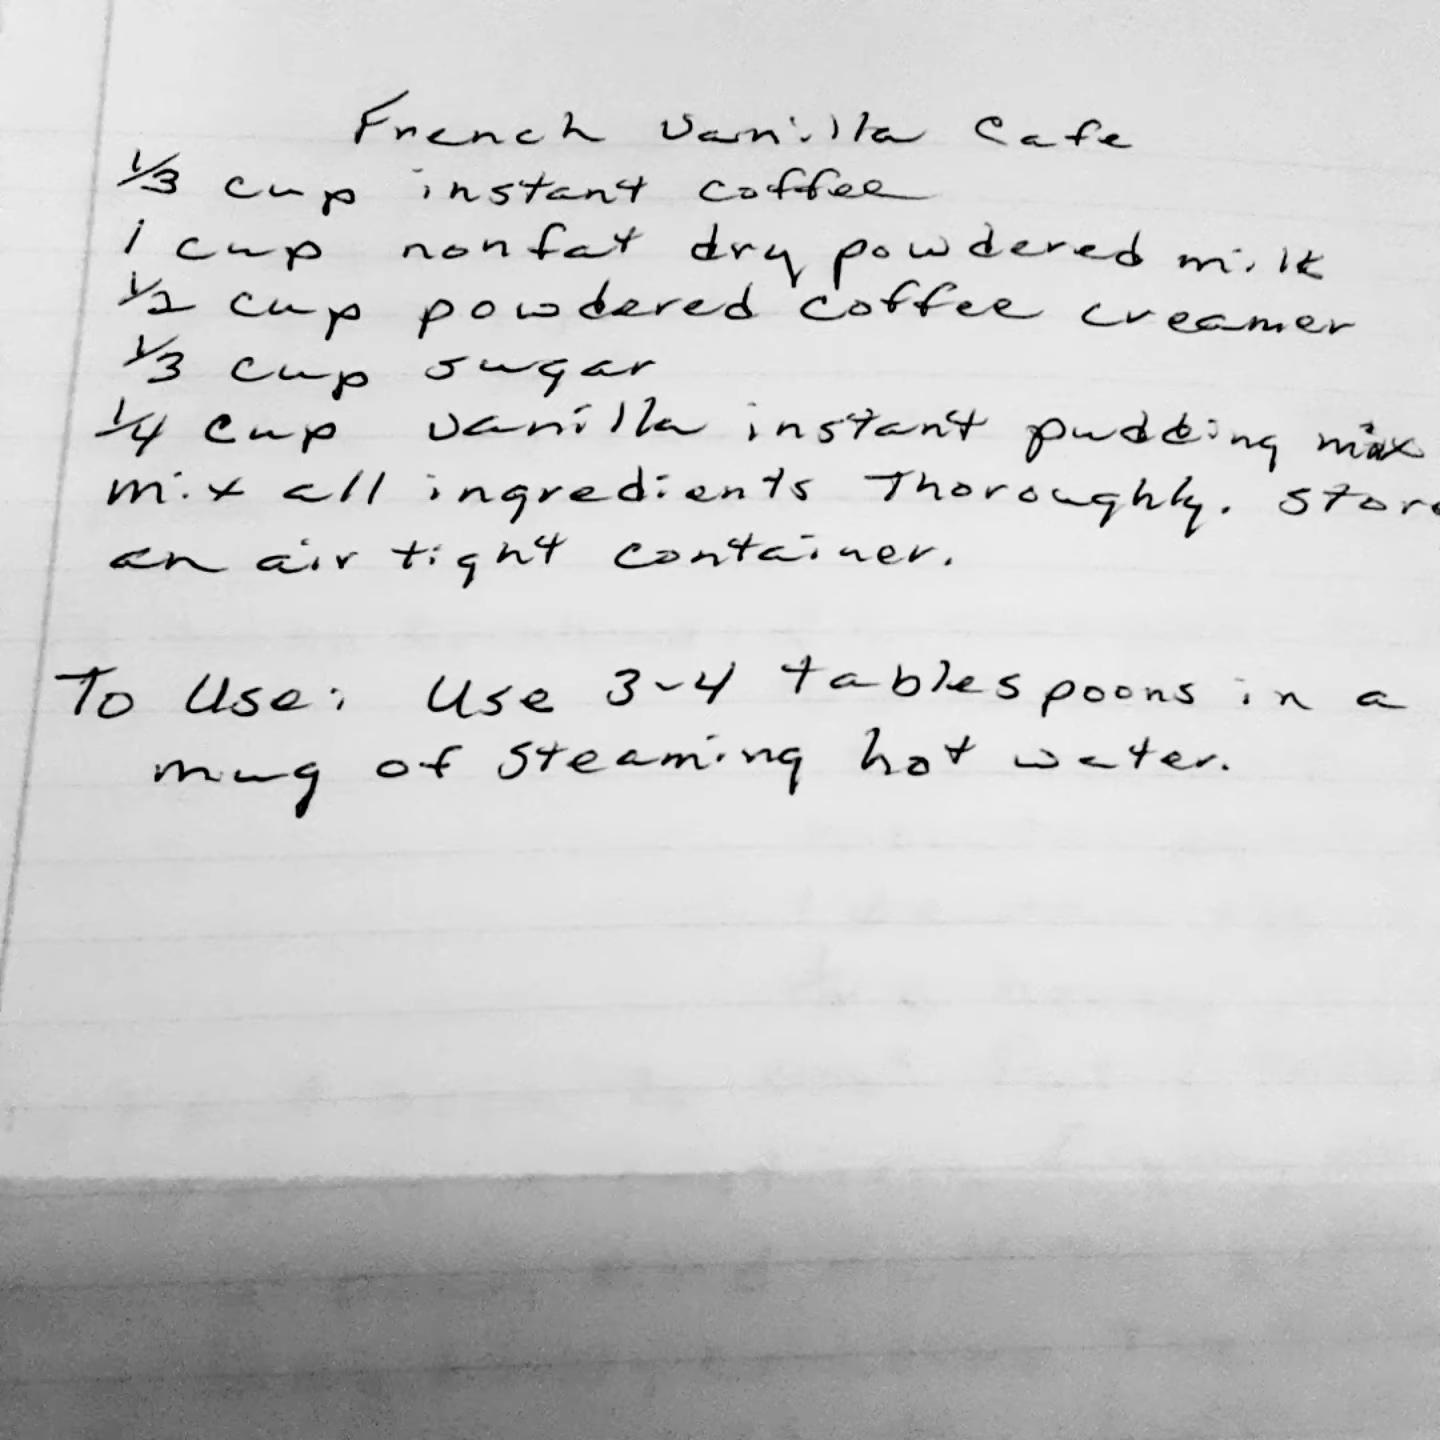 French Vanilla Cafe
1/3 cup instant coffee
1 cup nonfat dry powdered milk
1/2 cup powdered coffee creamer
1/3 cup sugar
1/4 cup vanilla instant pudding mix
mix all ingredients Thoroughly. Store
an air tight container.
To Use: Use 3-4 tablespoons in a
mug of steaming hot water.